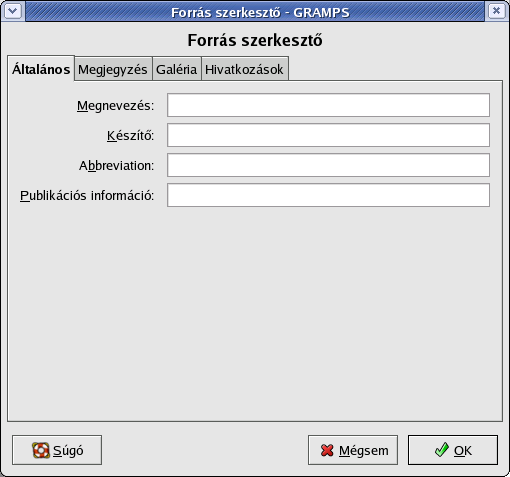 Forrás szerkesztő - GRAMPS
Forrás szerkesztő
Általános Megjegyzés Galéria Hivatkozások
Megnevezés:
Készítő:
Abbreviation:
Publikációs információ:
Súgó Mégsem OK